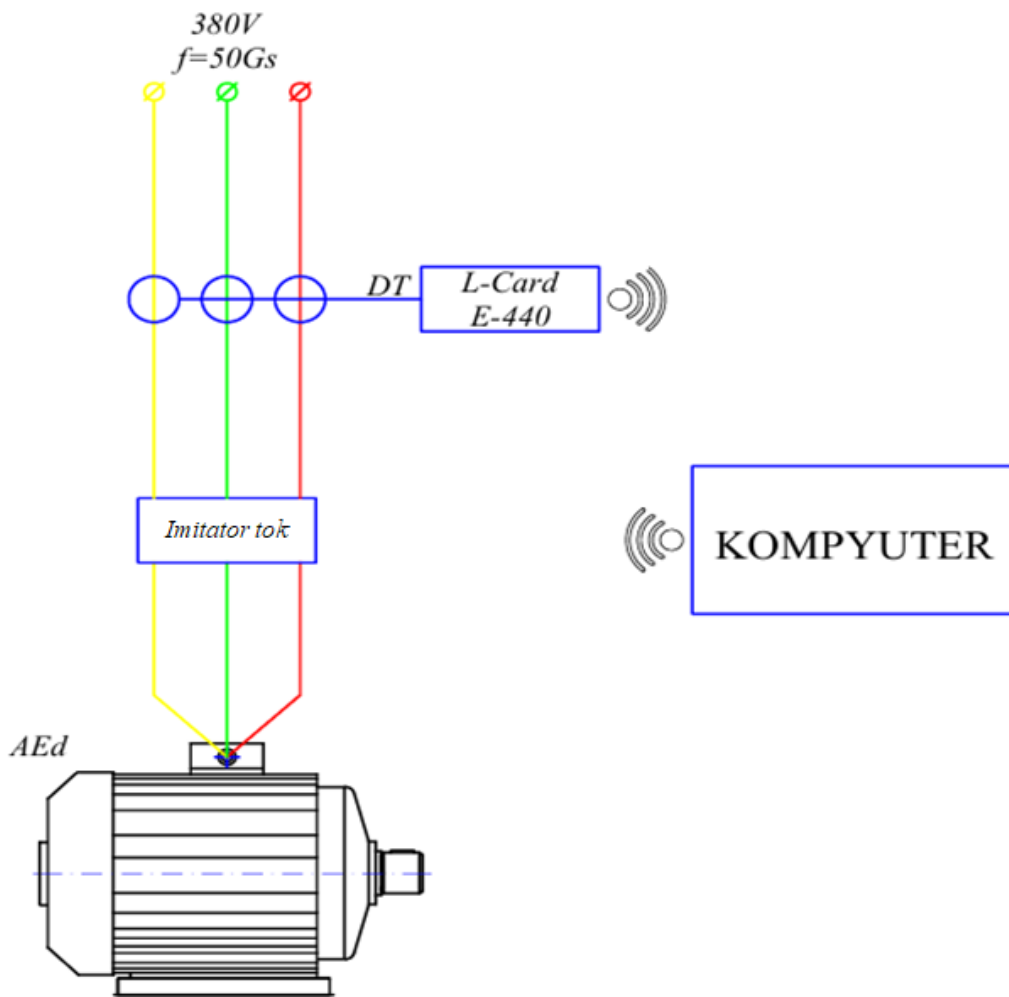 380V
f=50Gs
DT
L-Card
E-440
Imitator tok
KOMPYUTER
AEd